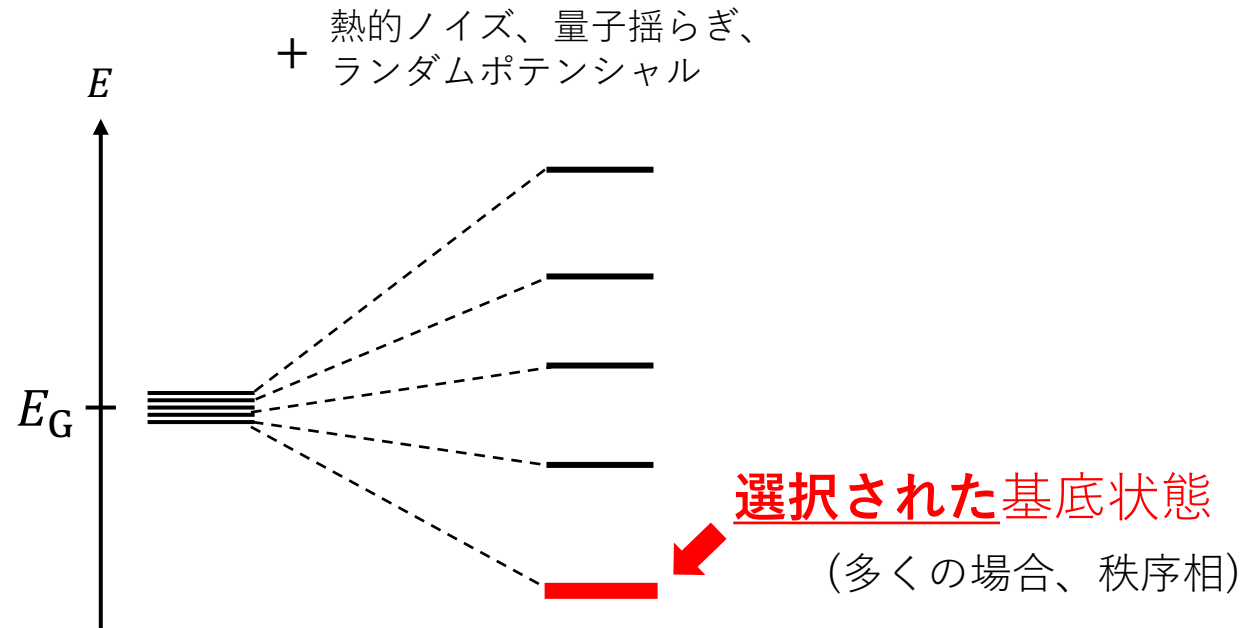 + 熱的ノイズ、量子揺らぎ、
ランダムポテンシャル
E
E_G
選択された基底状態
(多くの場合、秩序相)